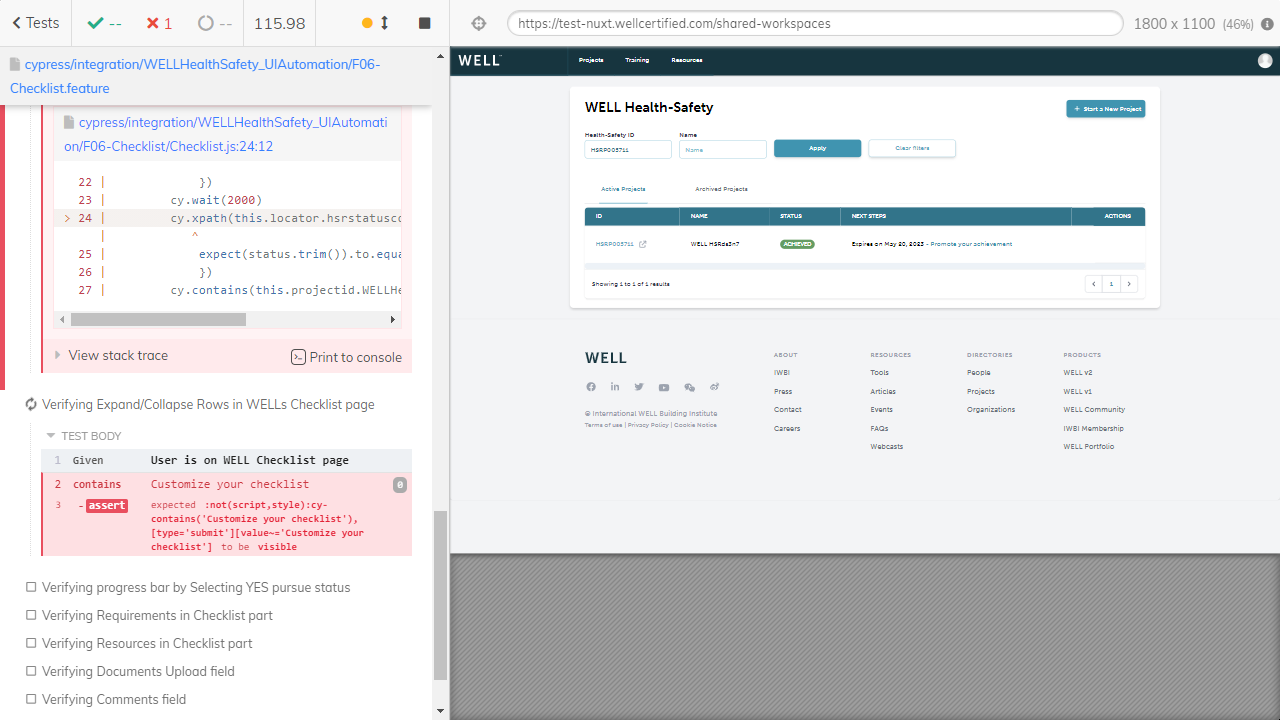 Tests
--
1
--
115.98
https://test-nuxt.wellcertified.com/shared-workspaces
1800 x 1100 (46%)
cypress/integration/WELLHealthSafety_UIAutomation/F06-
Checklist.feature
cypress/integration/WELLHealthSafety_UIAutomati
on/F06-Checklist/Checklist.js:24:12
22 | })
23 | cy.wait(2000)
> 24 | cy.xpath(this.locator.hsrstatusco
| ^
25 | expect(status.trim()).to.equa
26 | })
27 | cy.contains(this.projectid.WELLHe
View stack trace
Print to console
Verifying Expand/Collapse Rows in WELLs Checklist page
TEST BODY
1 Given User is on WELL Checklist page
2 contains Customize your checklist 0
3 - assert expected :not(script,style):cy-
contains('Customize your checklist'),
[type='submit'][value~='Customize your
checklist'] to be visible
Verifying progress bar by Selecting YES pursue status
Verifying Requirements in Checklist part
Verifying Resources in Checklist part
Verifying Documents Upload field
Verifying Comments field
WELL
Projects Training Resources
WELL Health-Safety
+ Start a New Project
Health-Safety ID Name
HSRP003711 Name Apply Clear filters
Active Projects Archived Projects
ID NAME STATUS NEXT STEPS ACTIONS
HSRP003711 WELL HSRds3n7 ACHIEVED Expires on May 20, 2023 - Promote your achievement
Showing 1 to 1 of 1 results
< 1 >
WELL
© International WELL Building Institute
Terms of use | Privacy Policy | Cookie Notice
ABOUT
IWBI
Press
Contact
Careers
RESOURCES
Tools
Articles
Events
FAQs
Webcasts
DIRECTORIES
People
Projects
Organizations
PRODUCTS
WELL v2
WELL v1
WELL Community
IWBI Membership
WELL Portfolio